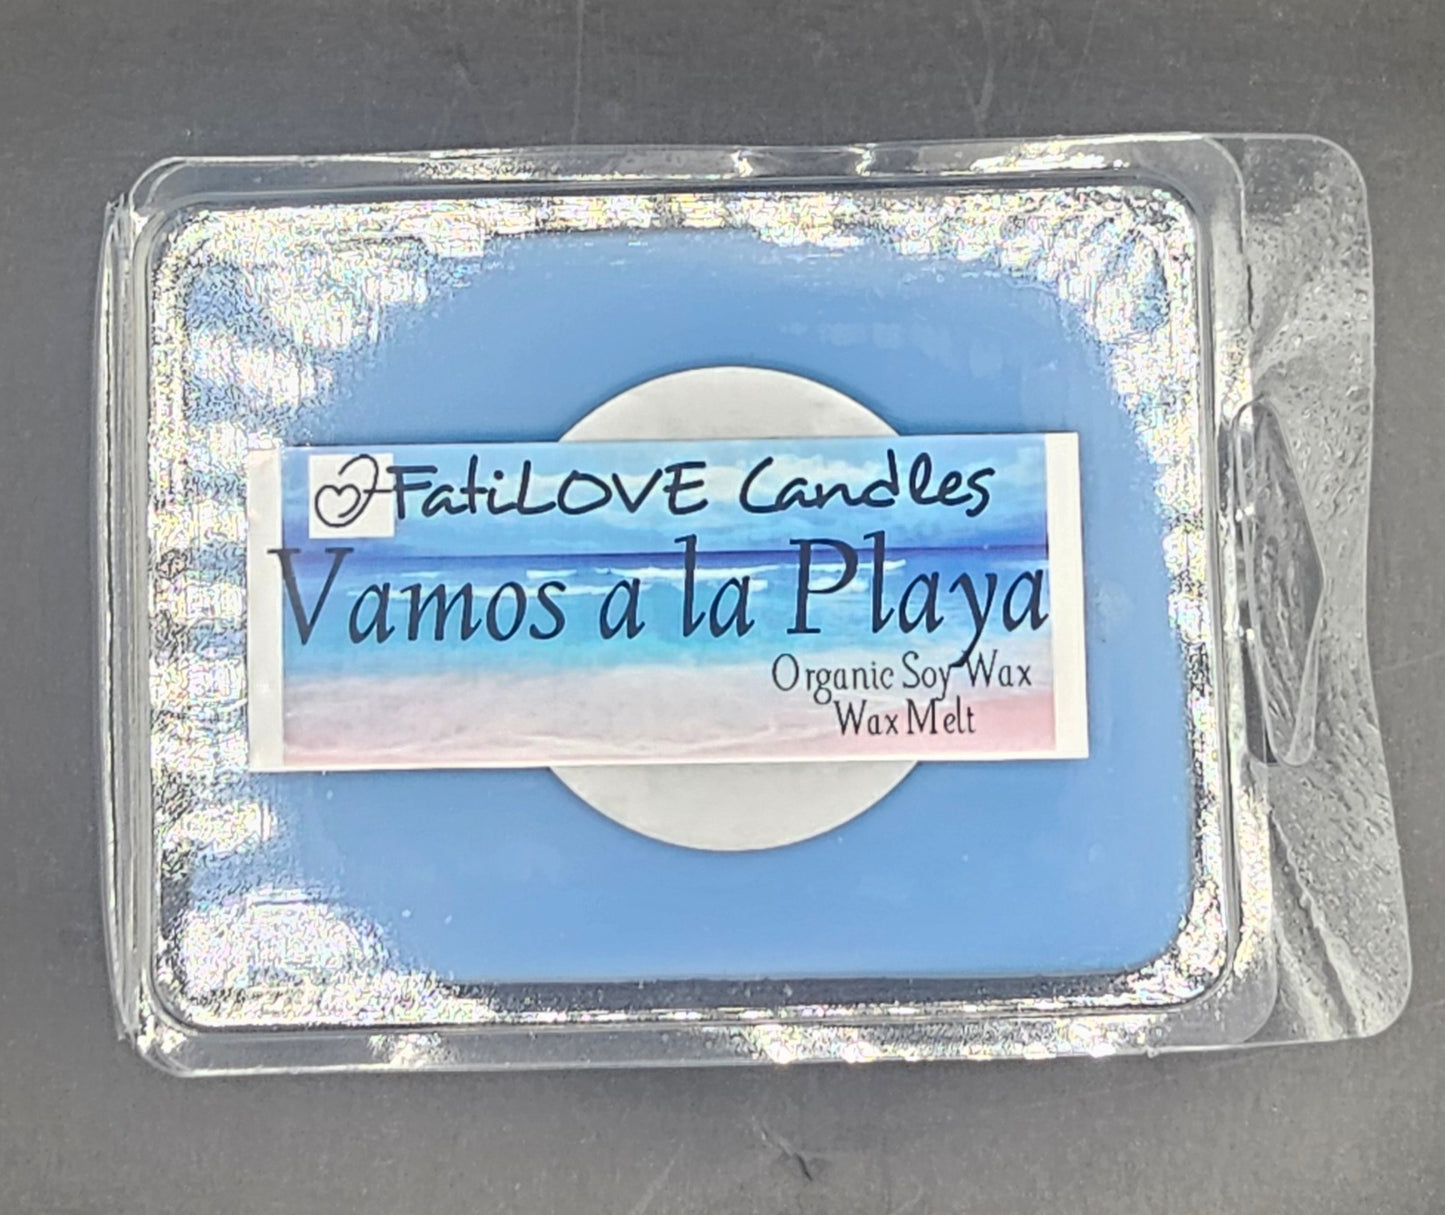 FatiLOVE Candles
Vamos a la Playa
Organic Soy Wax
Wax Melt